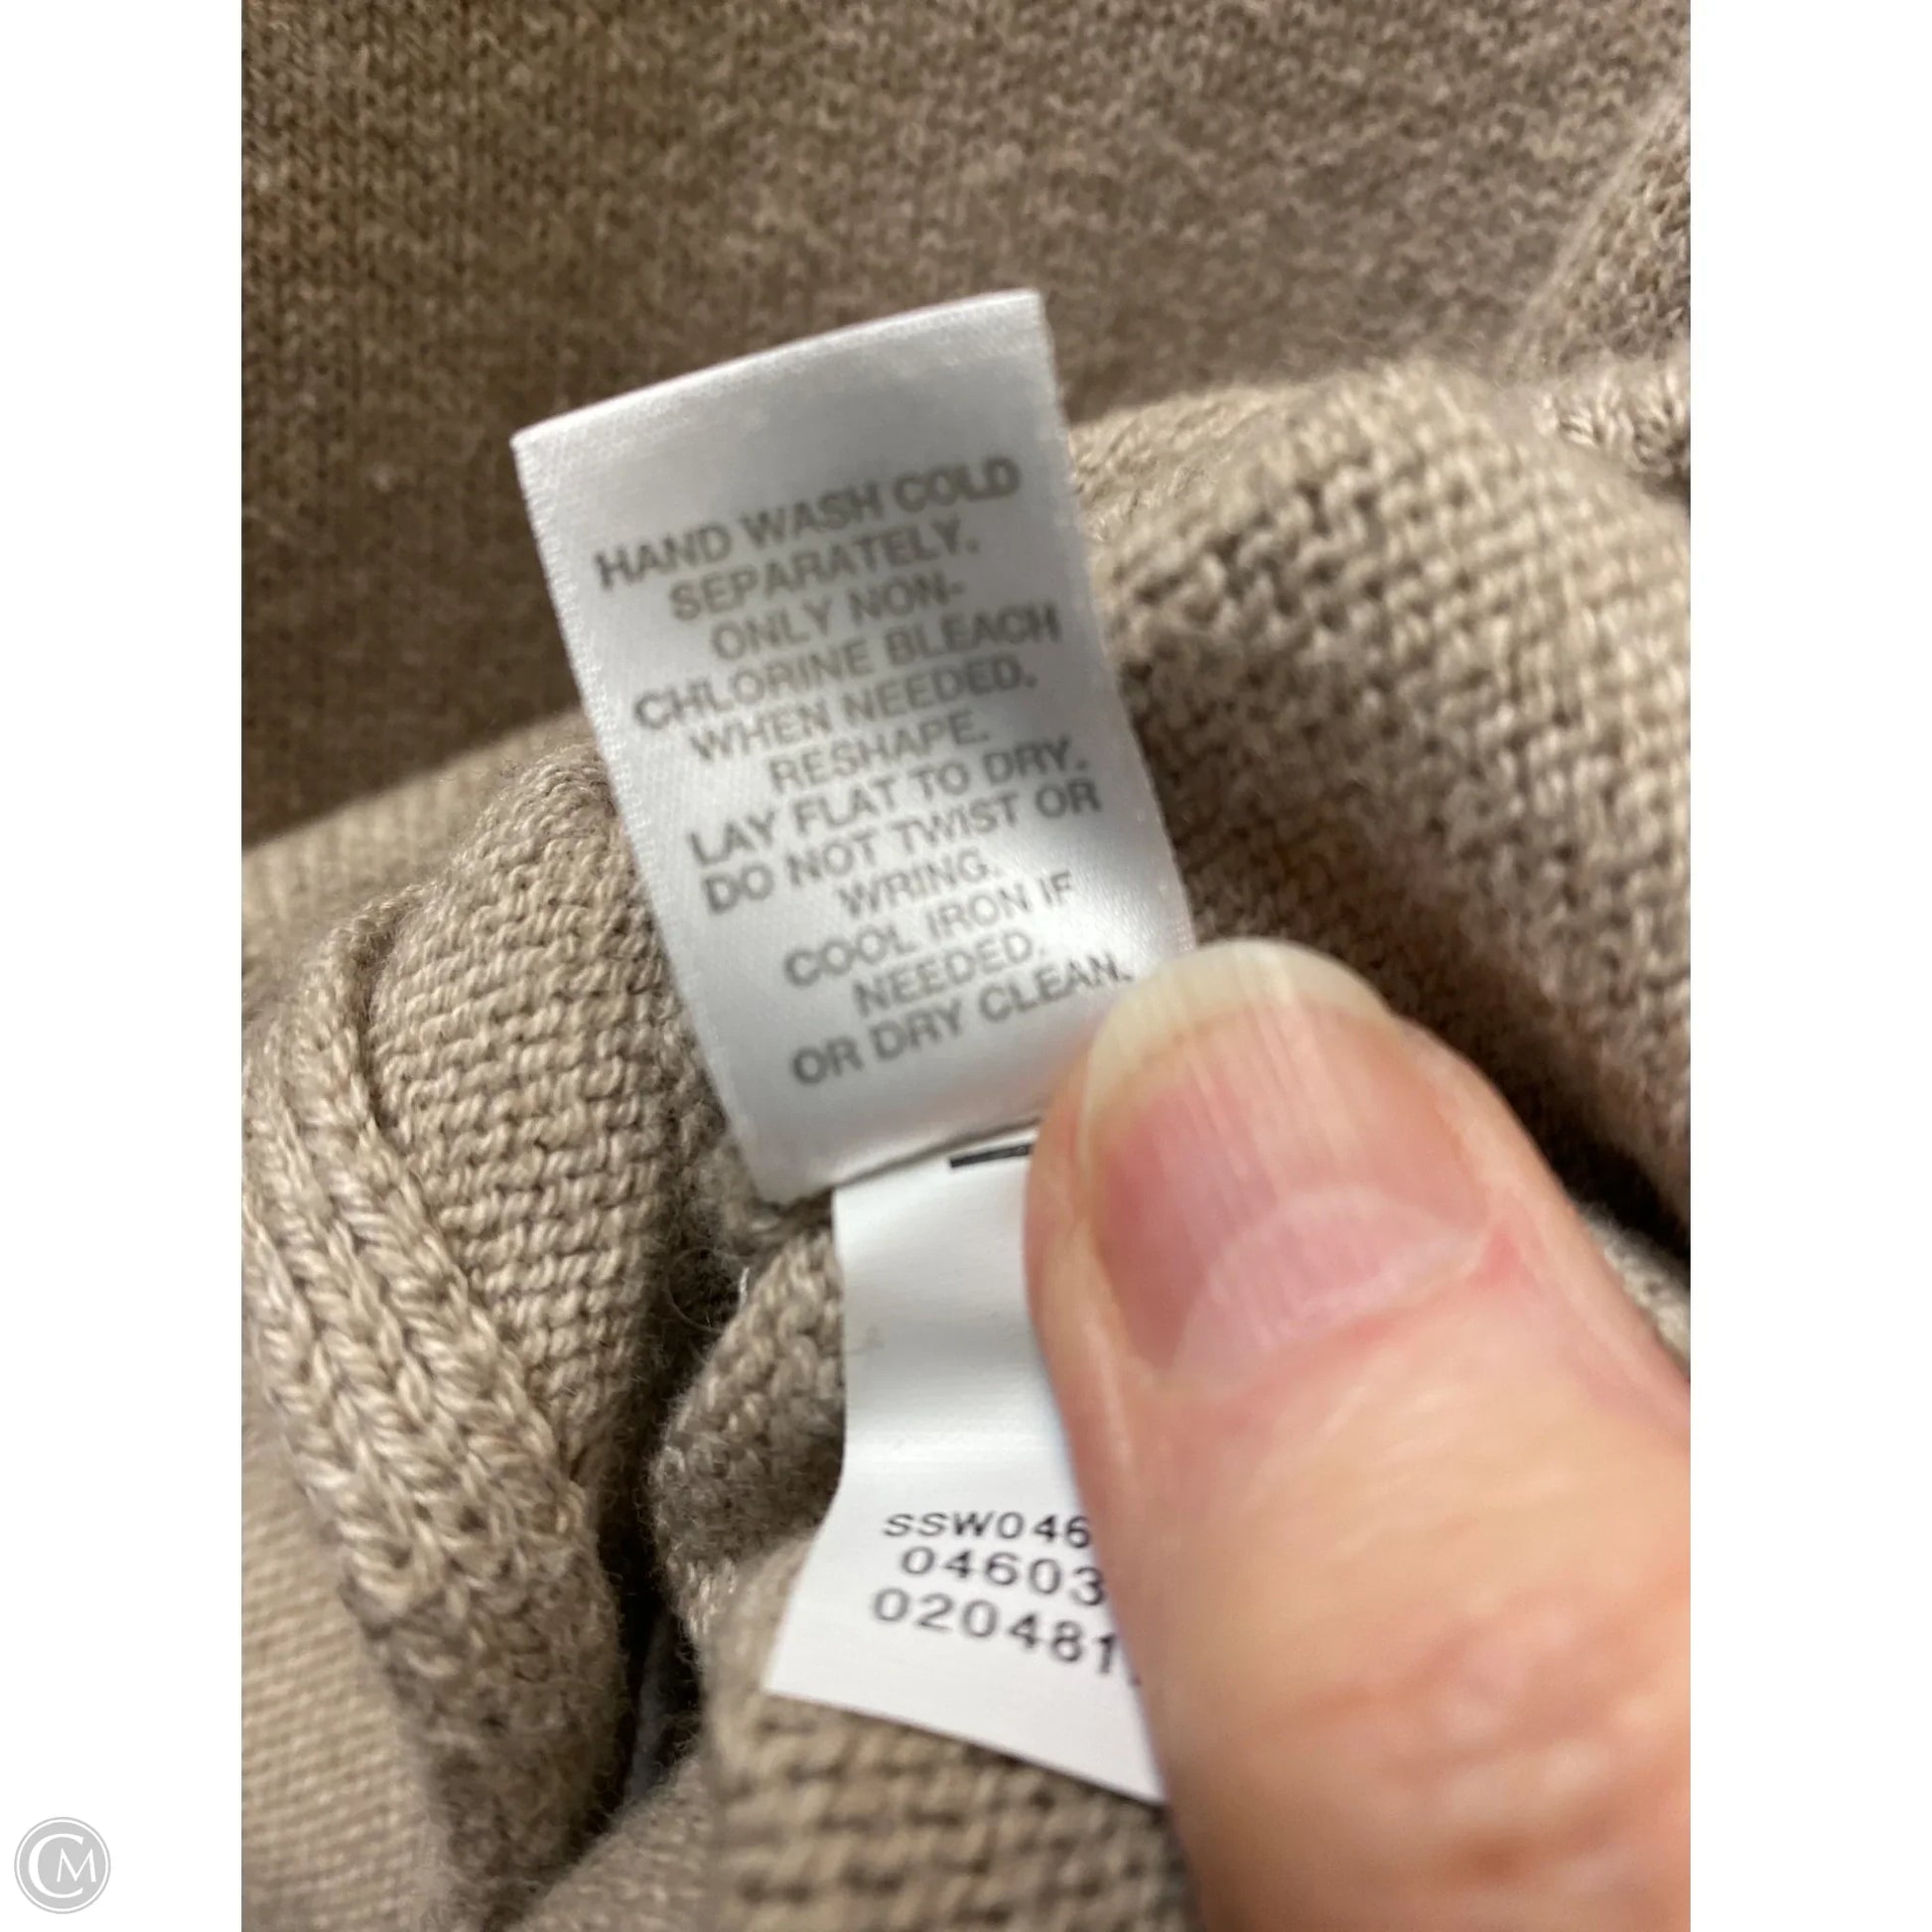 HAND WASH COLD
SEPARATELY.
ONLY NON-
CHLORINE BLEACH
WHEN NEEDED.
RESHAPE.
LAY FLAT TO DRY.
DO NOT TWIST OR
WRING.
COOL IRON IF
NEEDED.
OR DRY CLEAN.
SSW046
04603
020481
CM